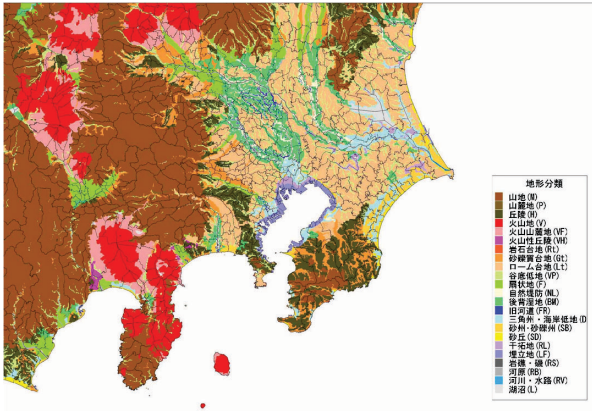 地形分類
山地(M)
山麓地(P)
丘陵(H)
火山地(V)
火山山麓地(VF)
火山性丘陵(VH)
岩石台地(Rt)
砂礫質台地(Gt)
ローム台地(Lt)
谷底低地(VP)
扇状地(F)
自然堤防(NL)
後背湿地(BM)
旧河道(FR)
三角州・海岸低地(D
砂州・砂礫州(SB)
砂丘(SD)
干拓地(RL)
埋立地(LF)
岩礁・磯(RS)
河原(RB)
河川・水路(RV)
湖沼(L)